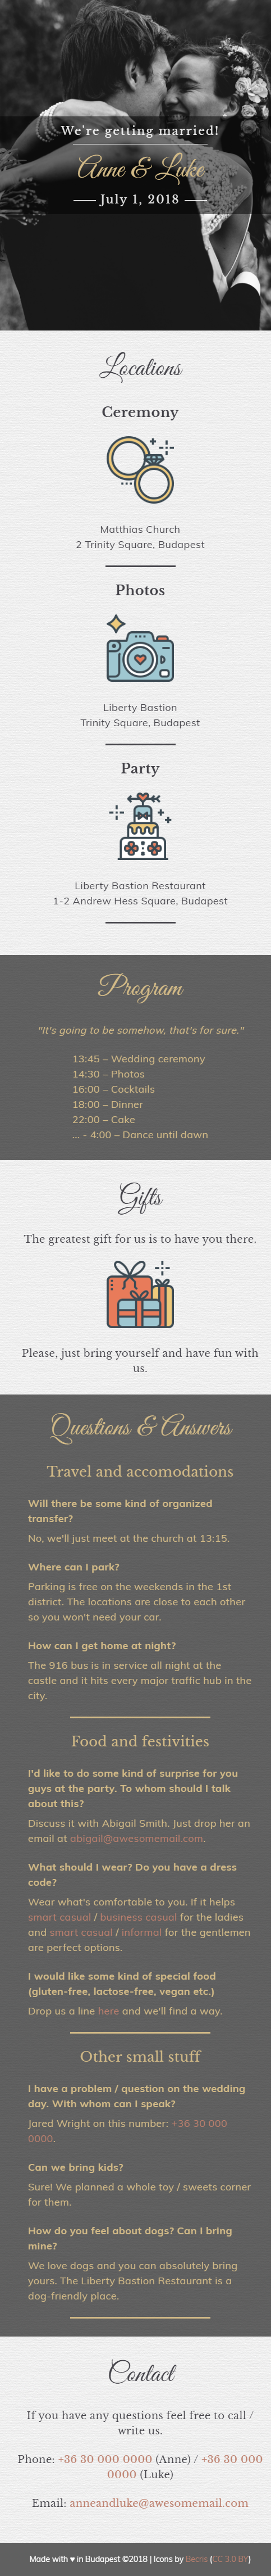 We're getting married!
Anne & Luke
July 1, 2018
Locations
Ceremony
Matthias Church
2 Trinity Square, Budapest
Photos
Liberty Bastion
Trinity Square, Budapest
Party
Liberty Bastion Restaurant
1-2 Andrew Hess Square, Budapest
Program
"It's going to be somehow, that's for sure."
13:45 – Wedding ceremony
14:30 – Photos
16:00 – Cocktails
18:00 – Dinner
22:00 – Cake
... - 4:00 – Dance until dawn
Gifts
The greatest gift for us is to have you there.
Please, just bring yourself and have fun with
us.
Questions & Answers
Travel and accomodations
Will there be some kind of organized
transfer?
No, we'll just meet at the church at 13:15.
Where can I park?
Parking is free on the weekends in the 1st
district. The locations are close to each other
so you won't need your car.
How can I get home at night?
The 916 bus is in service all night at the
castle and it hits every major traffic hub in the
city.
Food and festivities
I'd like to do some kind of surprise for you
guys at the party. To whom should I talk
about this?
Discuss it with Abigail Smith. Just drop her an
email at abigail@awesomemail.com.
What should I wear? Do you have a dress
code?
Wear what's comfortable to you. If it helps
smart casual / business casual for the ladies
and smart casual / informal for the gentlemen
are perfect options.
I would like some kind of special food
(gluten-free, lactose-free, vegan etc.)
Drop us a line here and we'll find a way.
Other small stuff
I have a problem / question on the wedding
day. With whom can I speak?
Jared Wright on this number: +36 30 000
0000.
Can we bring kids?
Sure! We planned a whole toy / sweets corner
for them.
How do you feel about dogs? Can I bring
mine?
We love dogs and you can absolutely bring
yours. The Liberty Bastion Restaurant is a
dog-friendly place.
Contact
If you have any questions feel free to call /
write us.
Phone: +36 30 000 0000 (Anne) / +36 30 000
0000 (Luke)
Email: anneandluke@awesomemail.com
Made with ♥ in Budapest ©2018 | Icons by Becris (CC 3.0 BY)